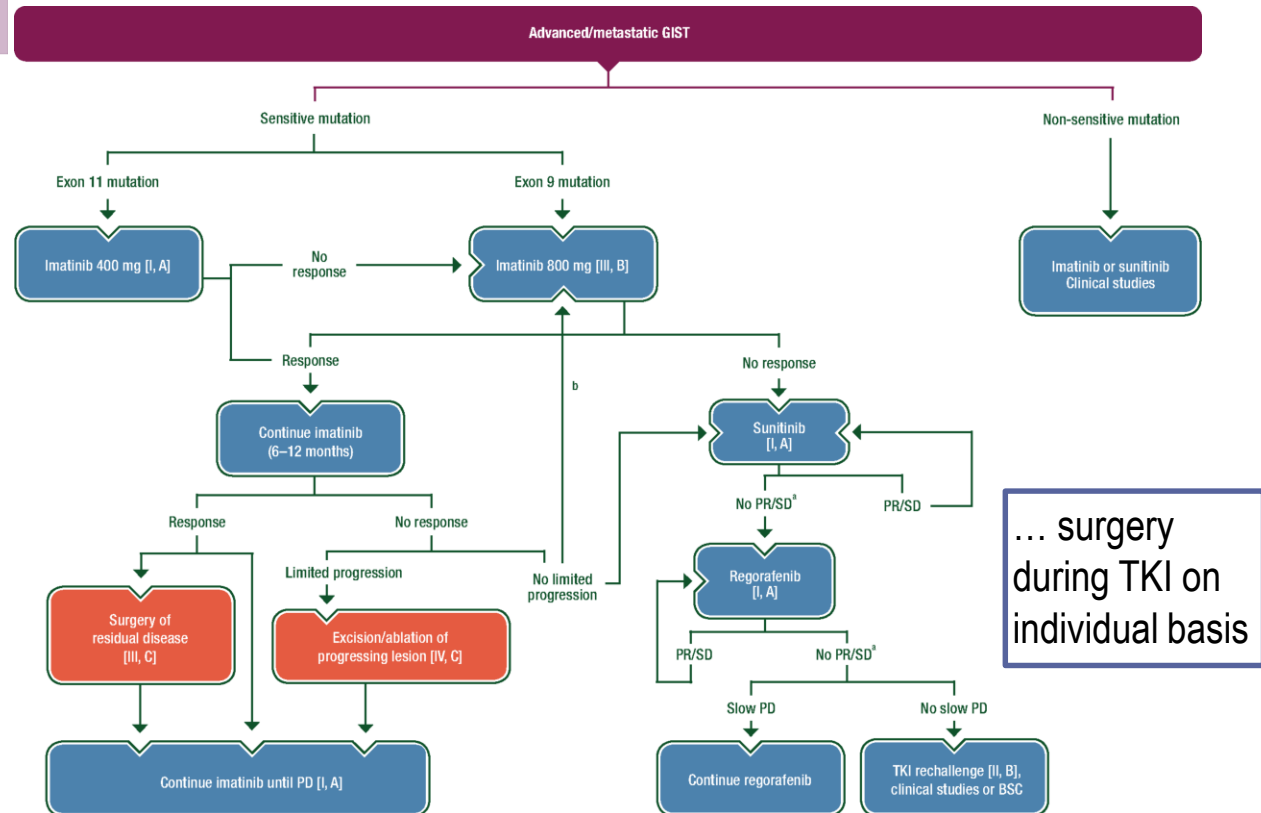 Advanced/metastatic GIST
Sensitive mutation
Non-sensitive mutation
Exon 11 mutation
Exon 9 mutation
Imatinib 400 mg [I, A]
No
response
Imatinib 800 mg [III, B]
Imatinib or sunitinib
Clinical studies
Response
No response
b
Continue imatinib
(6–12 months)
Sunitinib
[I, A]
Response
No response
No PR/SDa
PR/SD
Limited progression
No limited
progression
Surgery of
residual disease
[III, C]
Excision/ablation of
progressing lesion [IV, C]
Regorafenib
[I, A]
… surgery
during TKI on
individual basis
PR/SD
No PR/SDa
Slow PD
No slow PD
Continue imatinib until PD [I, A]
Continue regorafenib
TKI rechallenge [II, B],
clinical studies or BSC